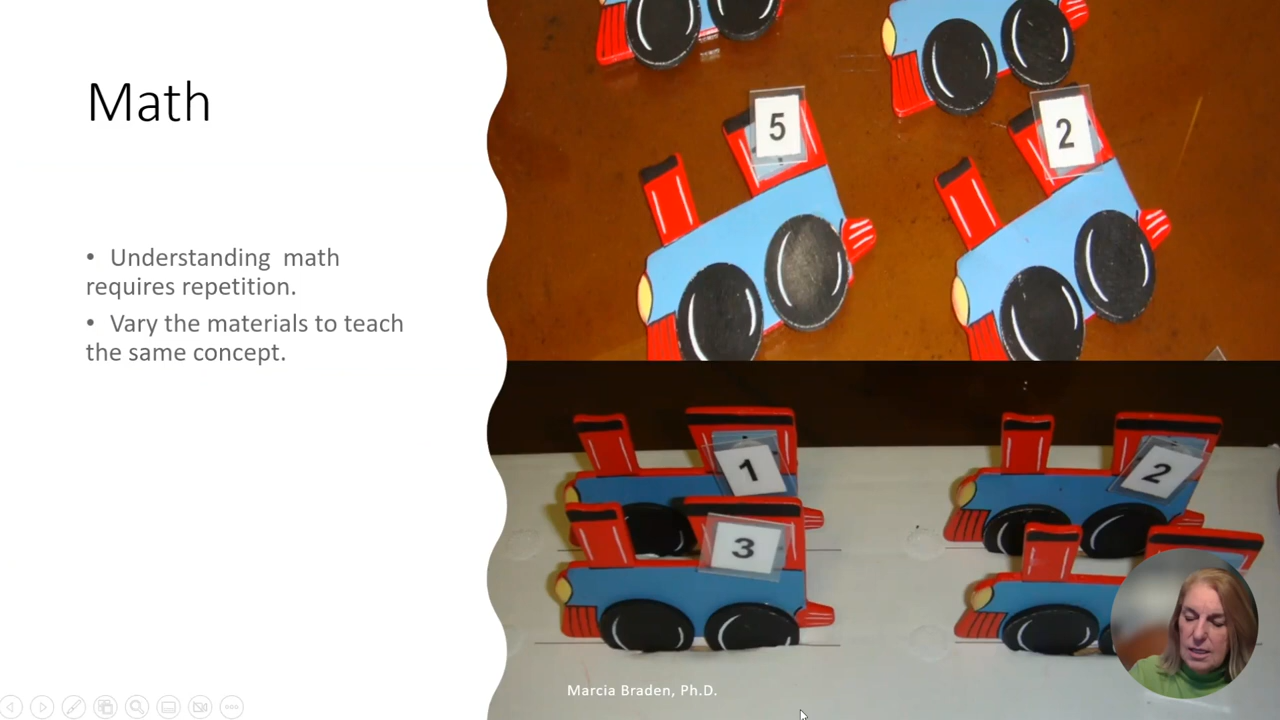 Math
• Understanding math
requires repetition.
• Vary the materials to teach
the same concept.
5
2
1
2
3
Marcia Braden, Ph.D.